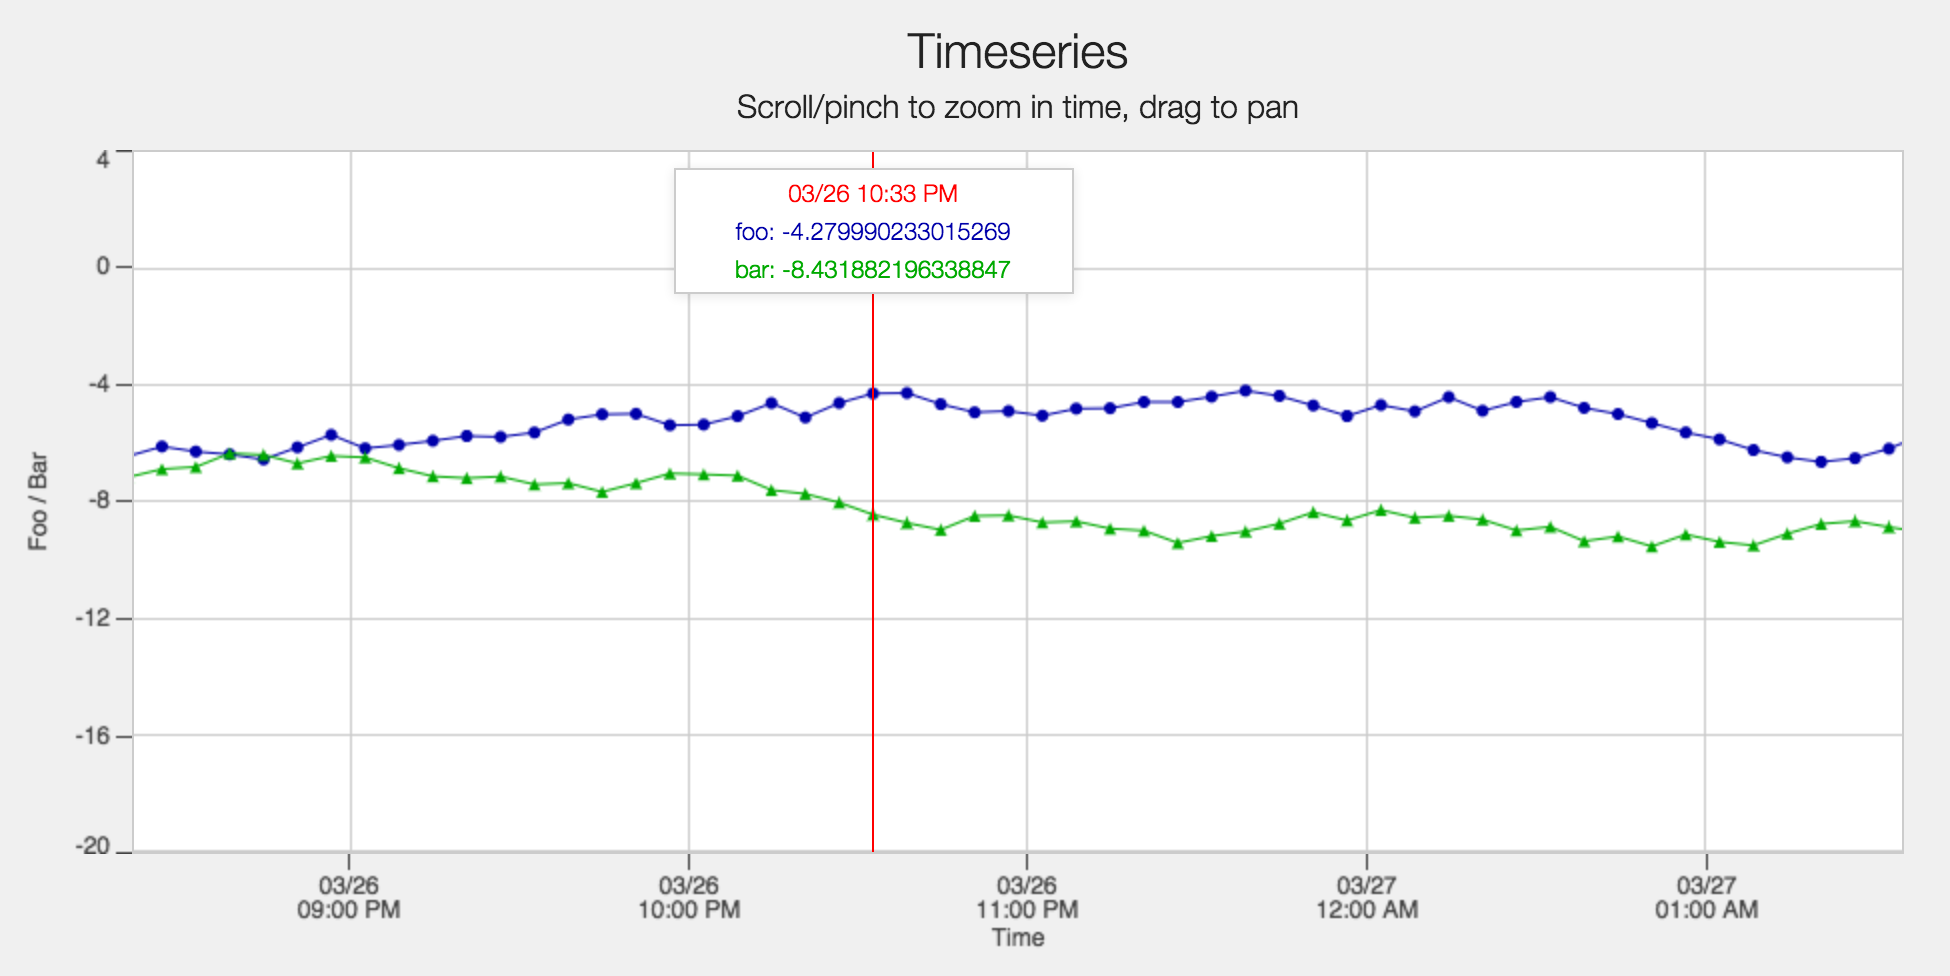 Timeseries
Scroll/pinch to zoom in time, drag to pan
4
03/26 10:33 PM
foo: -4.279990233015269
0
bar: -8.431882196338847
-4
-8
Foo / Bar
-12
-16
-20
03/26 03/26 03/26 03/27 03/27
09:00 PM 10:00 PM 11:00 PM 12:00 AM 01:00 AM
Time